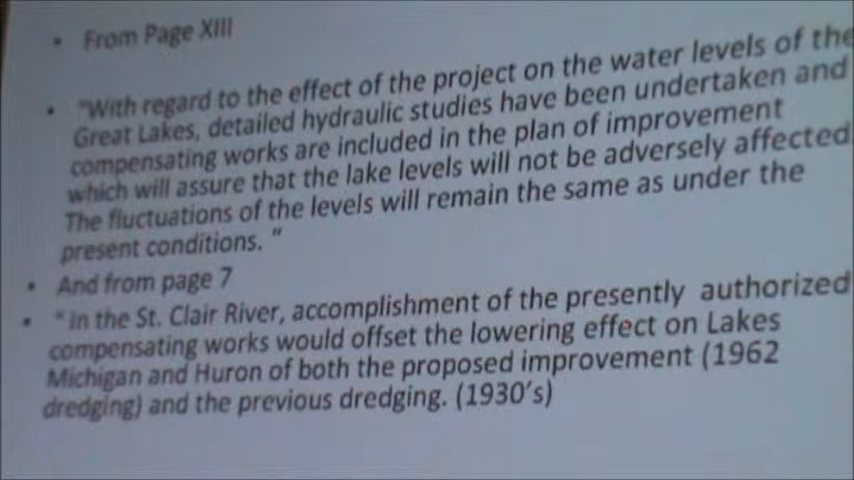 • From Page XIII
• "With regard to the effect of the project on the water levels of the
Great Lakes, detailed hydraulic studies have been undertaken and
compensating works are included in the plan of improvement
which will assure that the lake levels will not be adversely affected.
The fluctuations of the levels will remain the same as under the
present conditions. "
• And from page 7
• " In the St. Clair River, accomplishment of the presently authorized
compensating works would offset the lowering effect on Lakes
Michigan and Huron of both the proposed improvement (1962
dredging) and the previous dredging. (1930's)